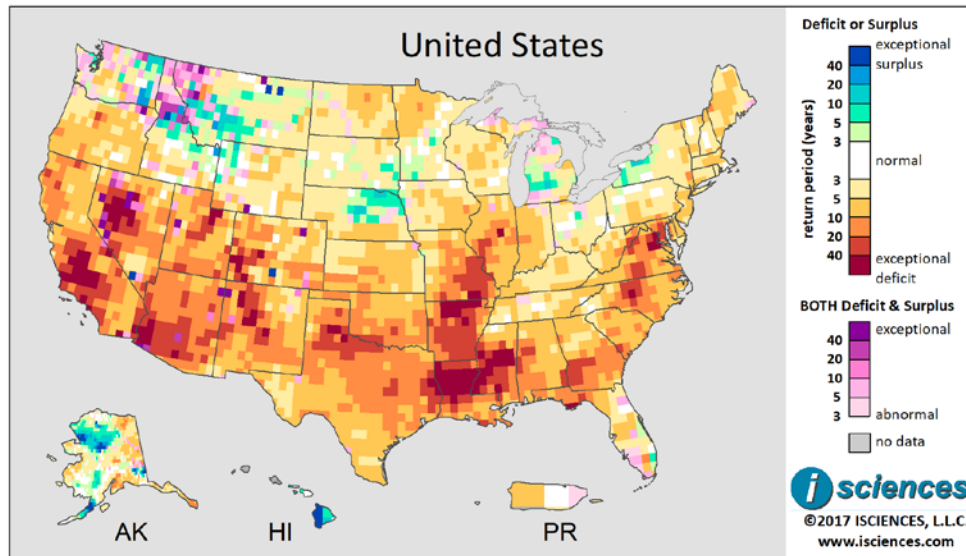 United States
AK
HI
PR
Deficit or Surplus
exceptional
surplus
40
20
10
5
3
normal
3
5
10
20
40
exceptional
deficit
return period (years)
BOTH Deficit & Surplus
exceptional
40
20
10
5
3
abnormal
no data
i sciences
©2017 ISCIENCES, L.L.C.
www.isciences.com